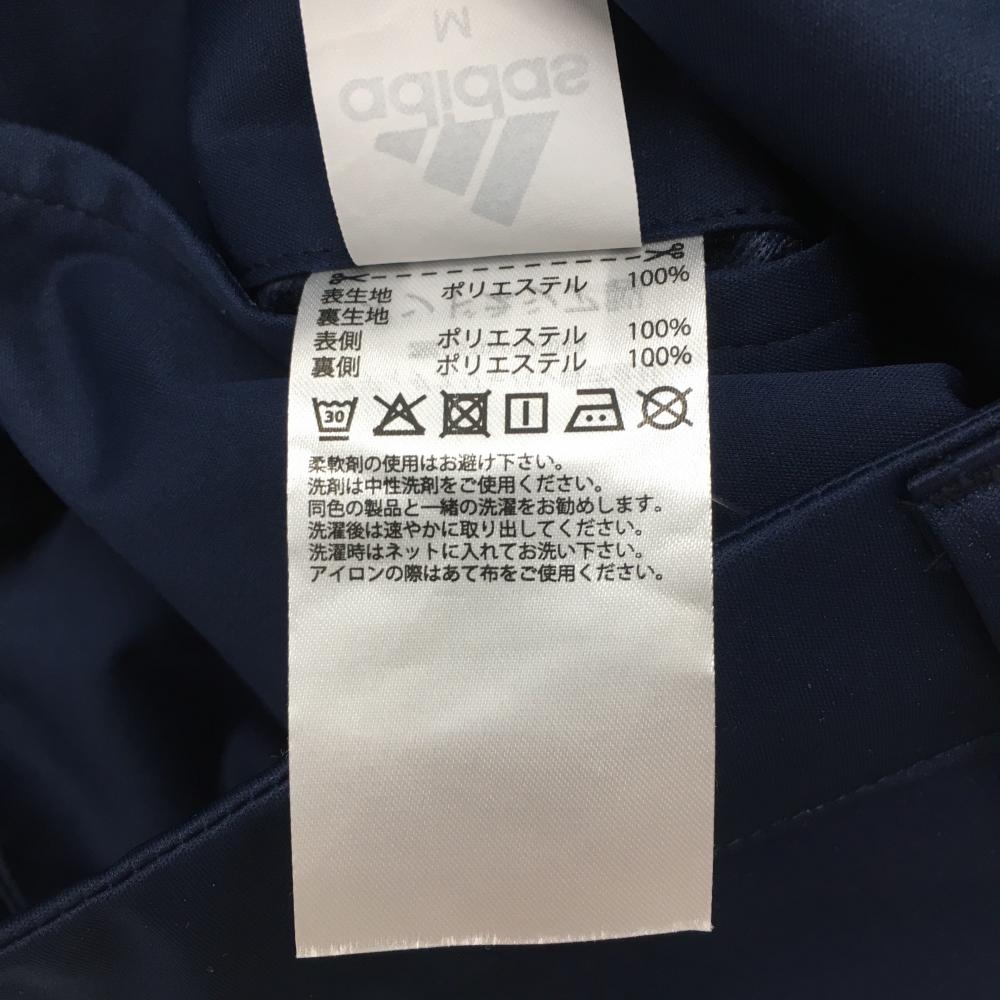 M
adidas
表生地 ポリエステル 100%
裏生地
表側 ポリエステル 100%
裏側 ポリエステル 100%
30
柔軟剤の使用はお避け下さい。
洗剤は中性洗剤をご使用ください。
同色の製品と一緒の洗濯をお勧めします。
洗濯後は速やかに取り出してください。
洗濯時はネットに入れてお洗い下さい。
アイロンの際はあて布をご使用ください。